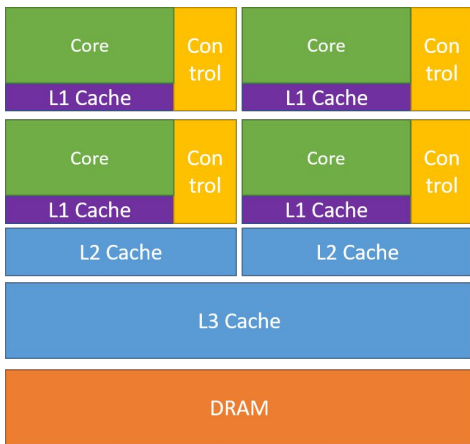 Core
Con
trol
Core
Con
trol
L1 Cache
L1 Cache
Core
Con
trol
Core
Con
trol
L1 Cache
L1 Cache
L2 Cache
L2 Cache
L3 Cache
DRAM